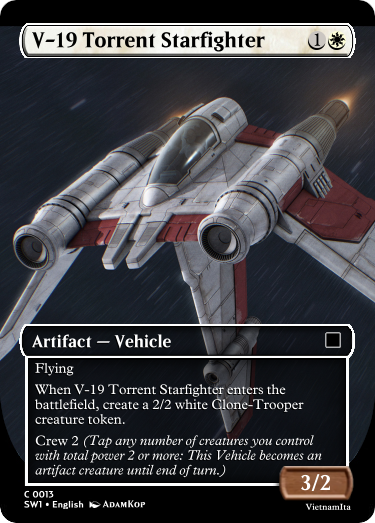 V-19 Torrent Starfighter 1
Artifact — Vehicle
Flying
When V-19 Torrent Starfighter enters the
battlefield, create a 2/2 white Clone-Trooper
creature token.
Crew 2 (Tap any number of creatures you control
with total power 2 or more: This Vehicle becomes an
artifact creature until end of turn.)
3/2
C 0013
SW1 • English AdamKop
VietnamIta